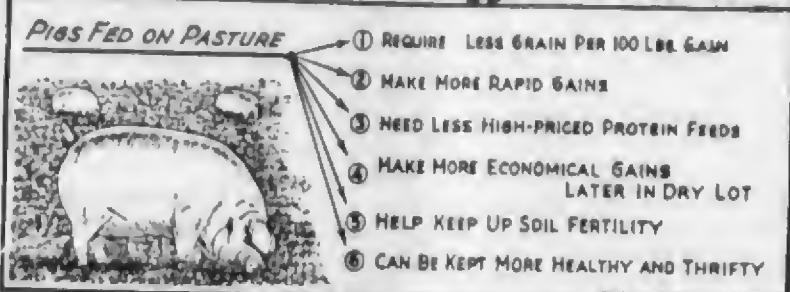 PIGS FED ON PASTURE
① REQUIRE LESS GRAIN PER 100 LBS. GAIN
② MAKE MORE RAPID GAINS
③ NEED LESS HIGH-PRICED PROTEIN FEEDS
④ MAKE MORE ECONOMICAL GAINS
LATER IN DRY LOT
⑤ HELP KEEP UP SOIL FERTILITY
⑥ CAN BE KEPT MORE HEALTHY AND THRIFTY